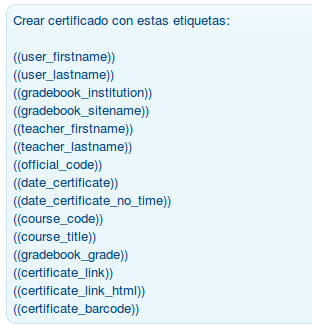 Crear certificado con estas etiquetas:
((user_firstname))
((user_lastname))
((gradebook_institution))
((gradebook_sitename))
((teacher_firstname))
((teacher_lastname))
((official_code))
((date_certificate))
((date_certificate_no_time))
((course_code))
((course_title))
((gradebook_grade))
((certificate_link))
((certificate_link_html))
((certificate_barcode))